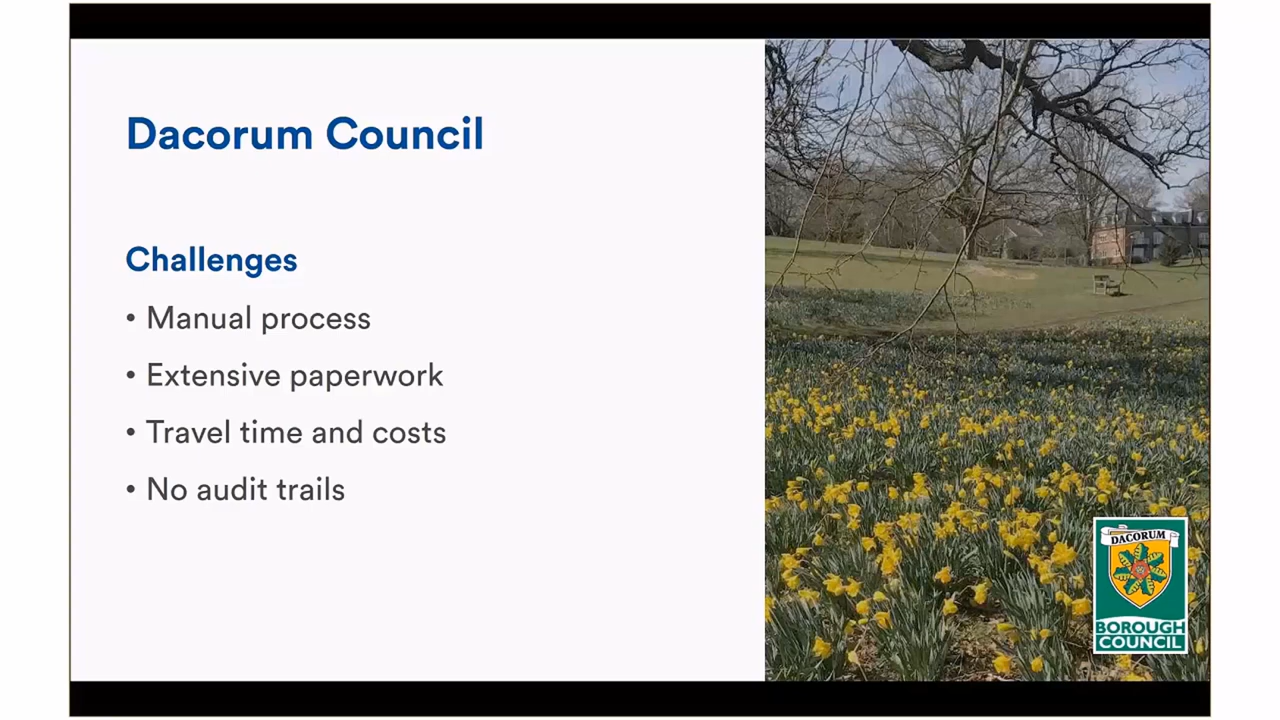 Dacorum Council
Challenges
• Manual process
• Extensive paperwork
• Travel time and costs
• No audit trails
DACORUM
BOROUGH
COUNCIL